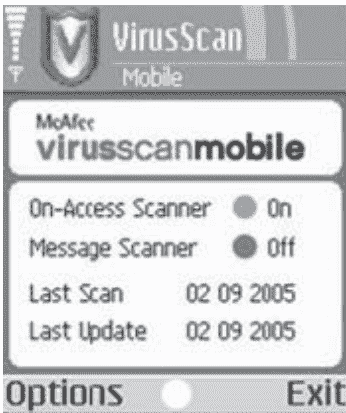 VirusScan
Mobile
McAfee
virusscanmobile
On-Access Scanner On
Message Scanner Off
Last Scan 02 09 2005
Last Update 02 09 2005
Options Exit